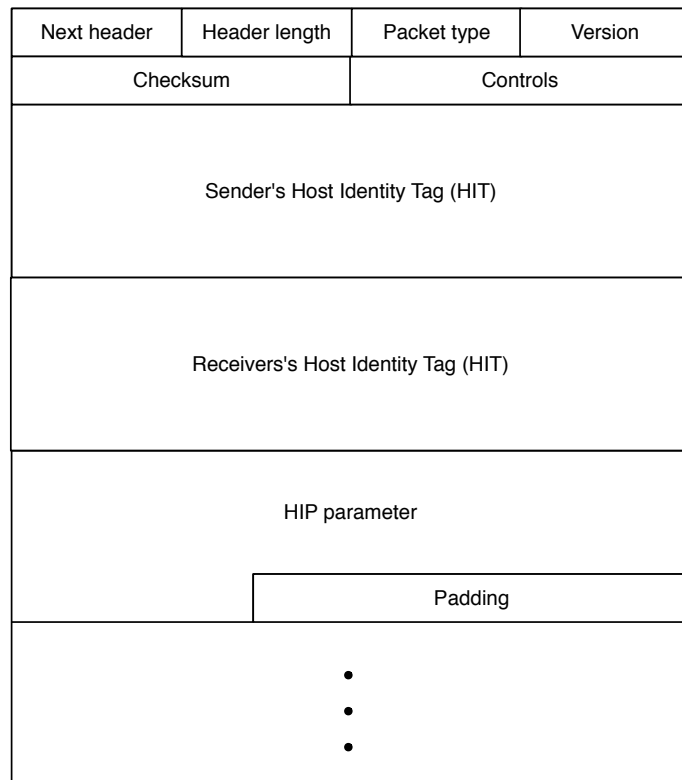 Next header Header length Packet type Version
Checksum Controls
Sender's Host Identity Tag (HIT)
Receivers's Host Identity Tag (HIT)
HIP parameter
Padding